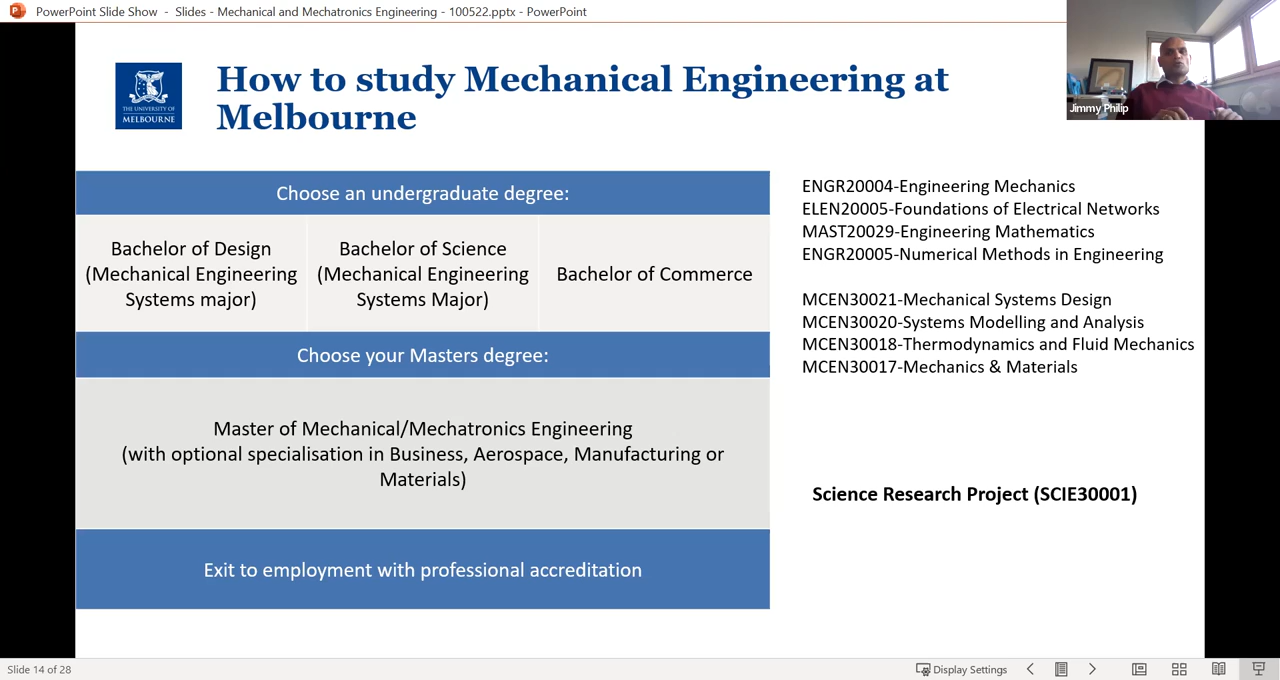 PowerPoint Slide Show - Slides - Mechanical and Mechatronics Engineering - 100522.pptx - PowerPoint
Jimmy Philip
THE UNIVERSITY OF
MELBOURNE
How to study Mechanical Engineering at
Melbourne
Choose an undergraduate degree:
Bachelor of Design
(Mechanical Engineering
Systems major)
Bachelor of Science
(Mechanical Engineering
Systems Major)
Bachelor of Commerce
Choose your Masters degree:
Master of Mechanical/Mechatronics Engineering
(with optional specialisation in Business, Aerospace, Manufacturing or
Materials)
Exit to employment with professional accreditation
ENGR20004-Engineering Mechanics
ELEN20005-Foundations of Electrical Networks
MAST20029-Engineering Mathematics
ENGR20005-Numerical Methods in Engineering
MCEN30021-Mechanical Systems Design
MCEN30020-Systems Modelling and Analysis
MCEN30018-Thermodynamics and Fluid Mechanics
MCEN30017-Mechanics & Materials
Science Research Project (SCIE30001)
Slide 14 of 28
Display Settings